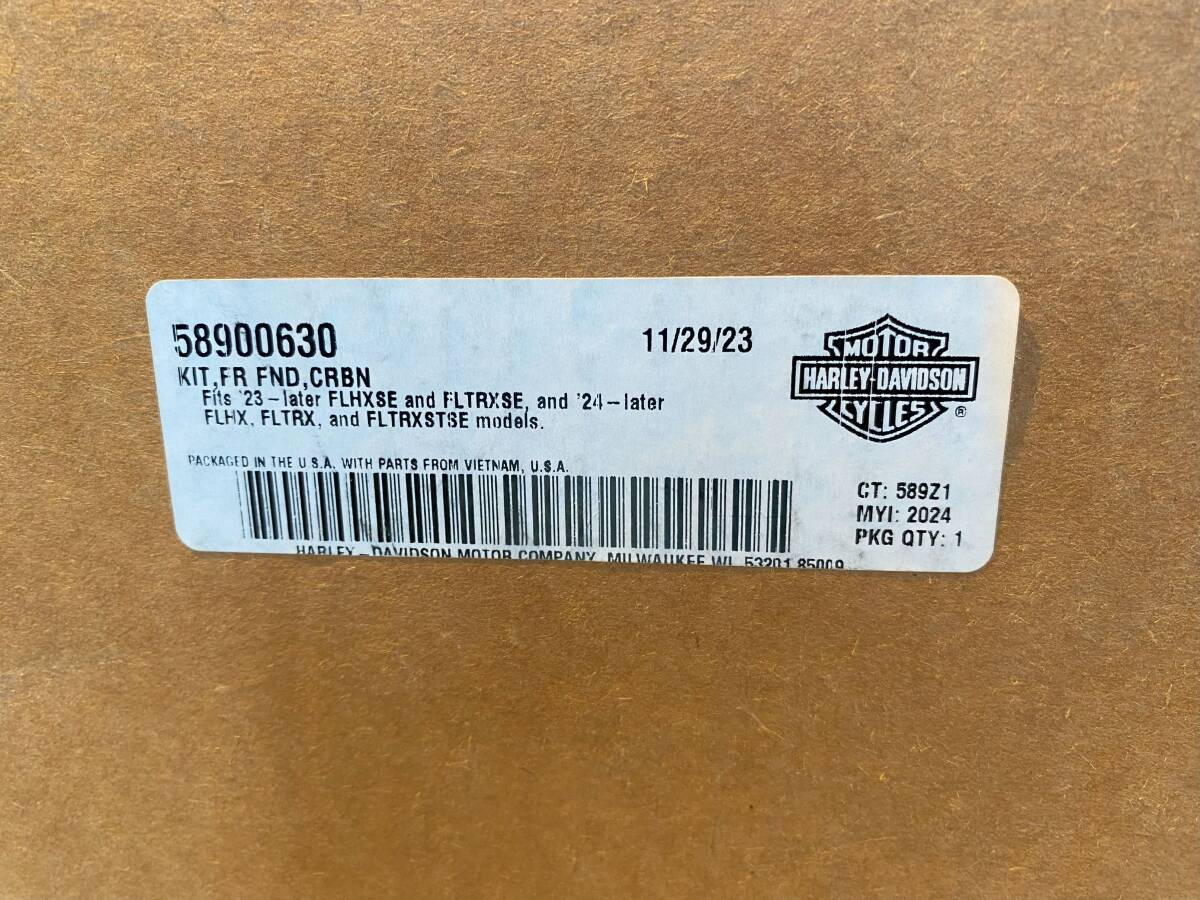 58900630
11/29/23
KIT,FR FND,CRBN
Fits '23-later FLHXSE and FLTRXSE, and '24-later
FLHX, FLTRX, and FLTRXSTSE models.
MOTOR
HARLEY-DAVIDSON
CYCLES
®
PACKAGED IN THE U.S.A. WITH PARTS FROM VIETNAM, U.S.A.
CT: 589Z1
MYI: 2024
PKG QTY: 1
HARLEY-DAVIDSON MOTOR COMPANY, MILWAUKEE WI, 53201 85009